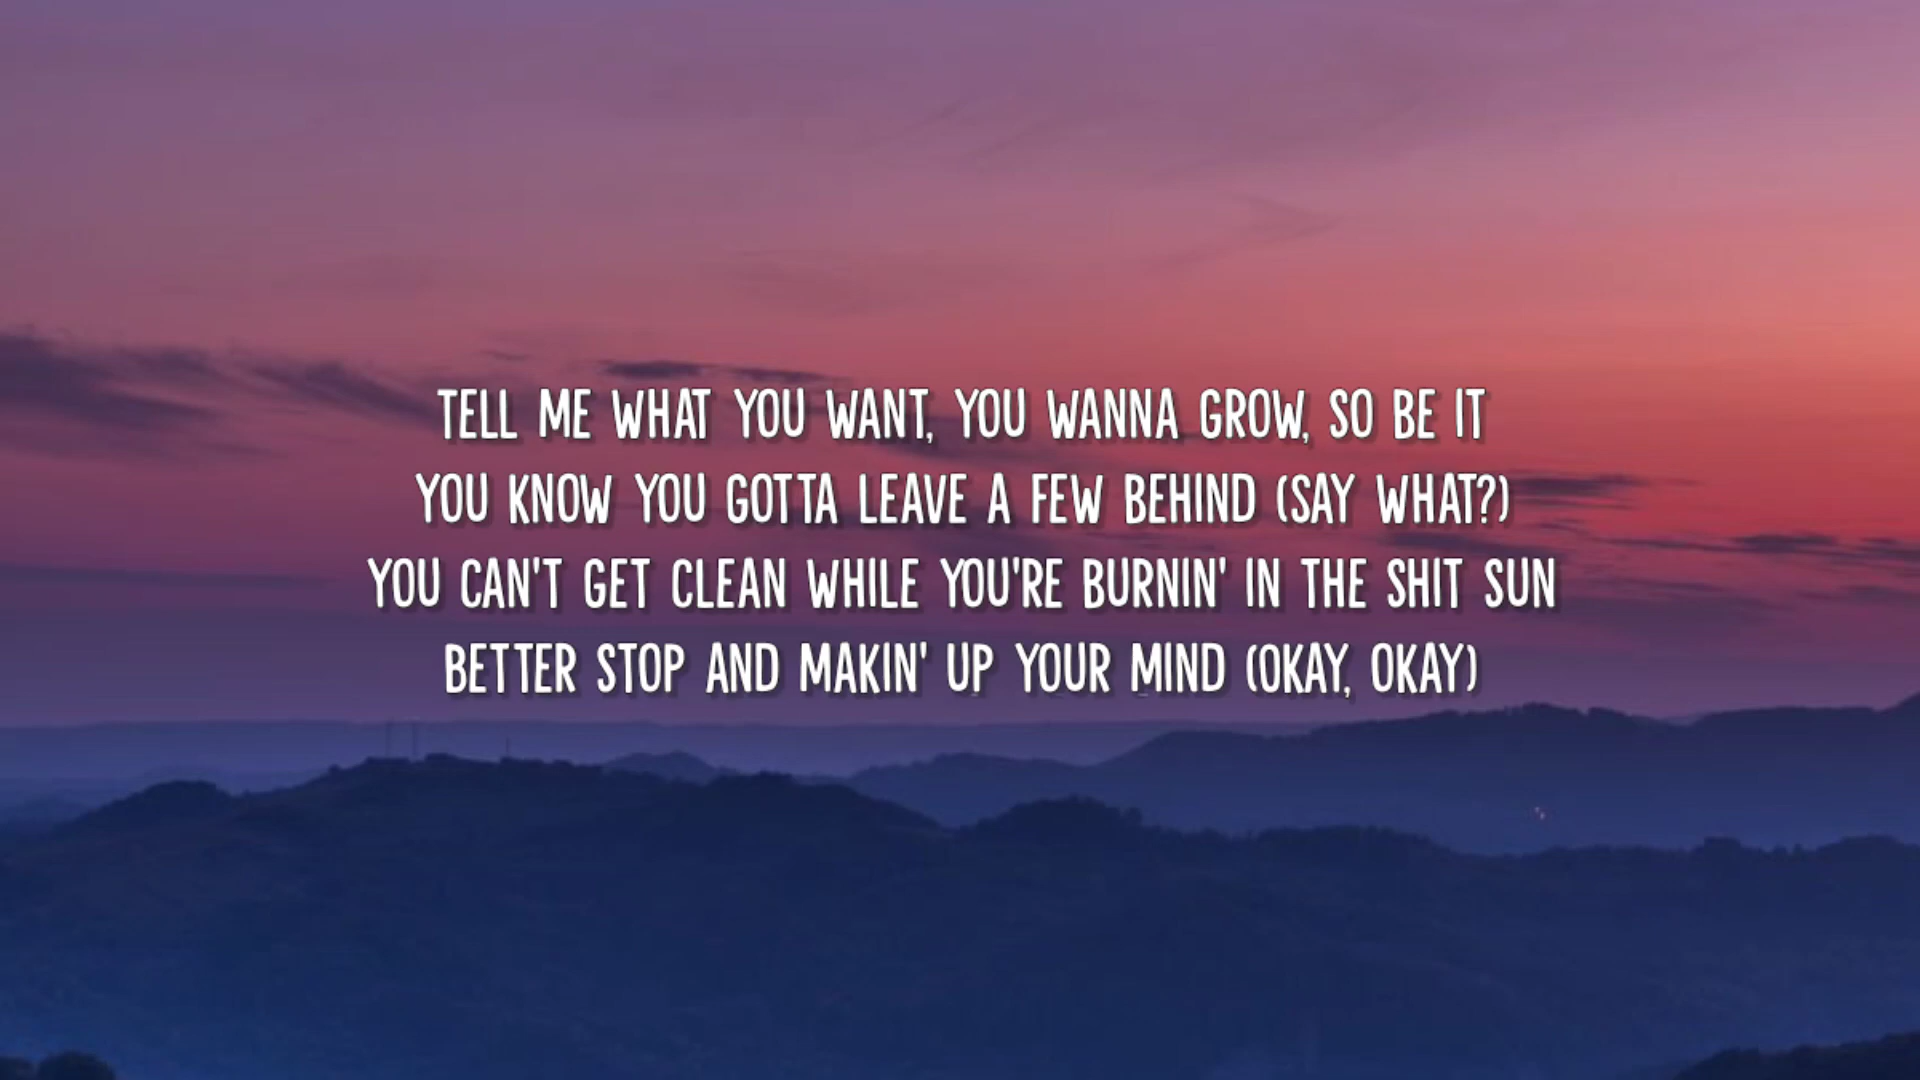 TELL ME WHAT YOU WANT, YOU WANNA GROW, SO BE IT
YOU KNOW YOU GOTTA LEAVE A FEW BEHIND (SAY WHAT?)
YOU CAN'T GET CLEAN WHILE YOU'RE BURNIN' IN THE SHIT SUN
BETTER STOP AND MAKIN' UP YOUR MIND (OKAY, OKAY)